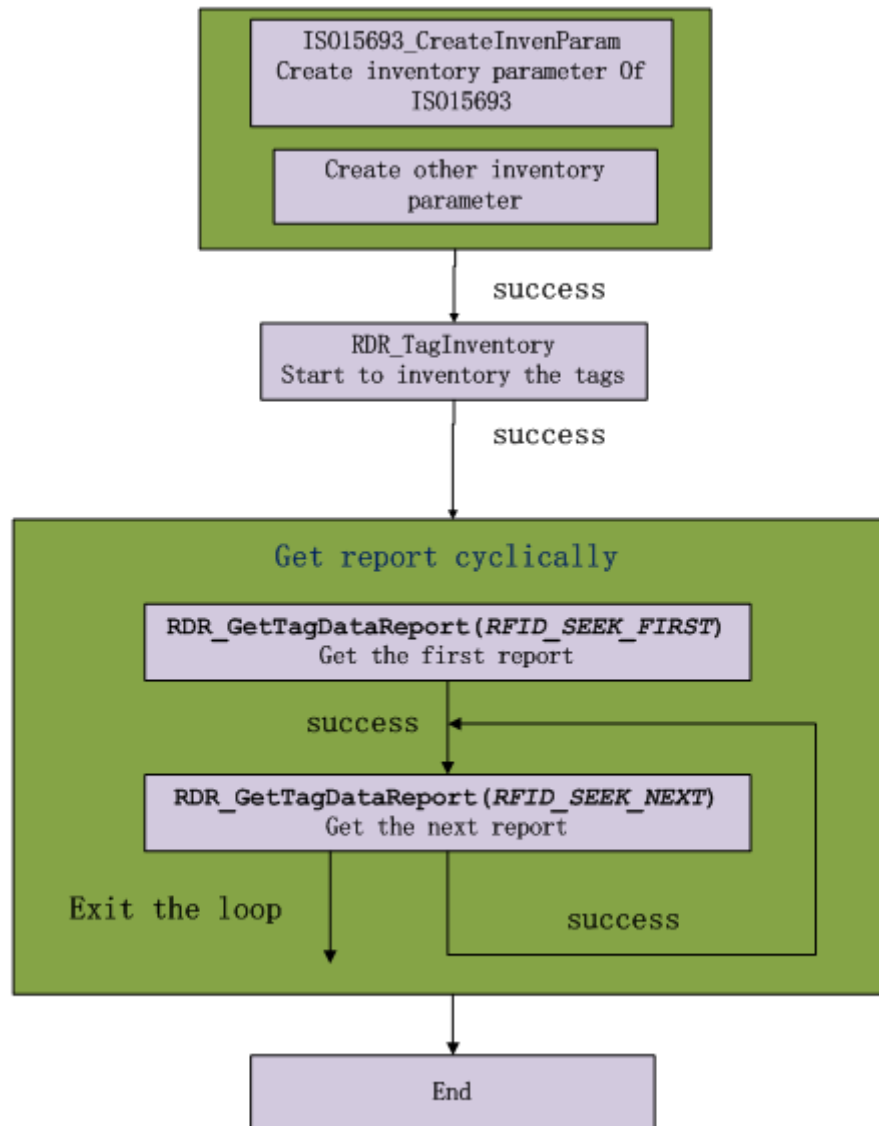 ISO15693_CreateInvenParam
Create inventory parameter Of
ISO15693
Create other inventory
parameter
success
RDR_TagInventory
Start to inventory the tags
success
Get report cyclically
RDR_GetTagDataReport(RFID_SEEK_FIRST)
Get the first report
success
RDR_GetTagDataReport(RFID_SEEK_NEXT)
Get the next report
Exit the loop
success
End